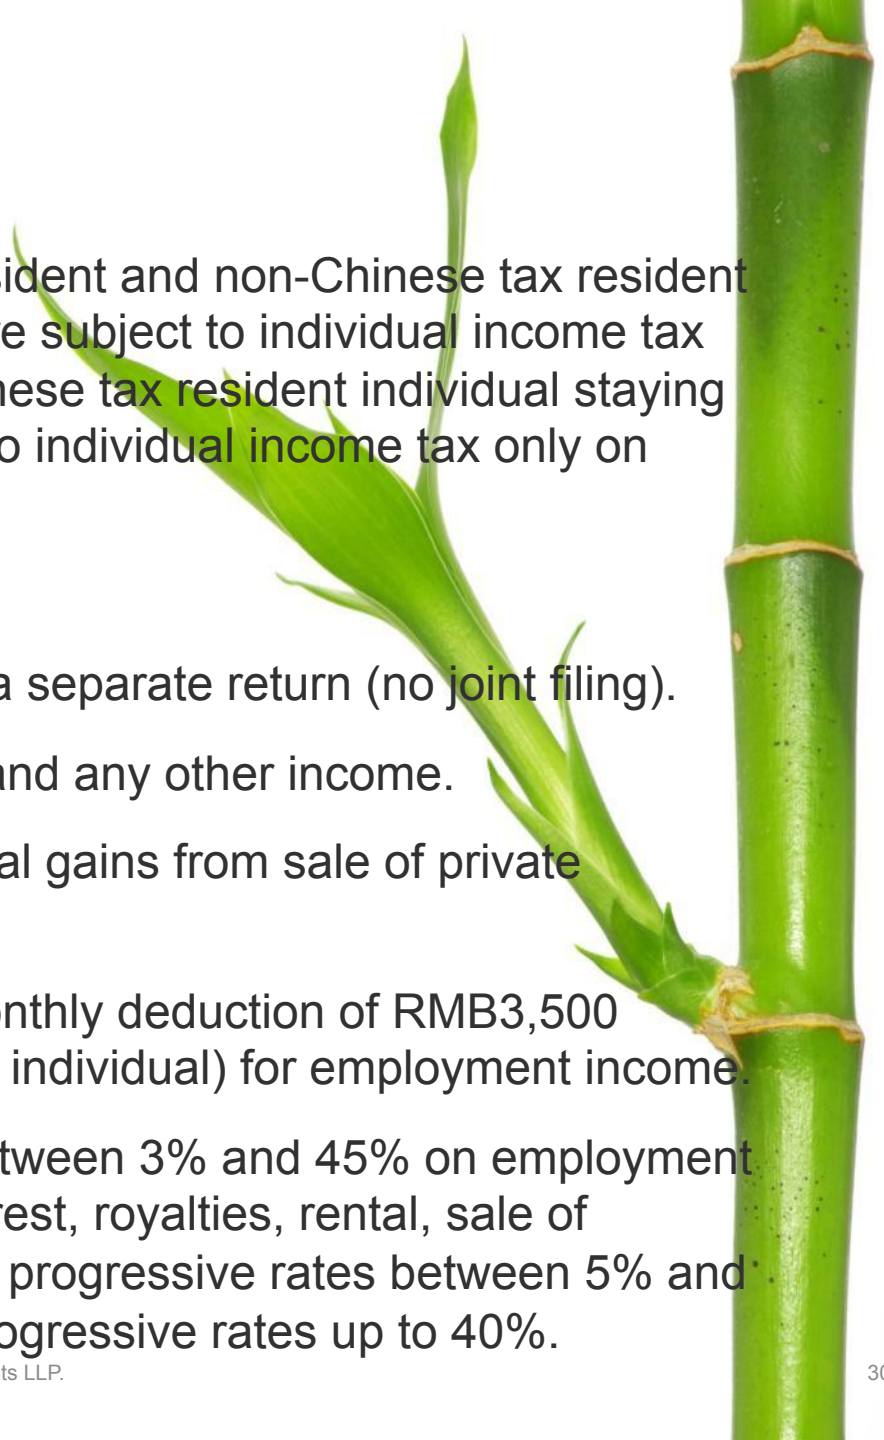 sident and non-Chinese tax resident
e subject to individual income tax
nese tax resident individual staying
o individual income tax only on
a separate return (no joint filing).
and any other income.
al gains from sale of private
onthly deduction of RMB3,500
individual) for employment income.
tween 3% and 45% on employment
rest, royalties, rental, sale of
progressive rates between 5% and
ogressive rates up to 40%.
ts LLP. 30